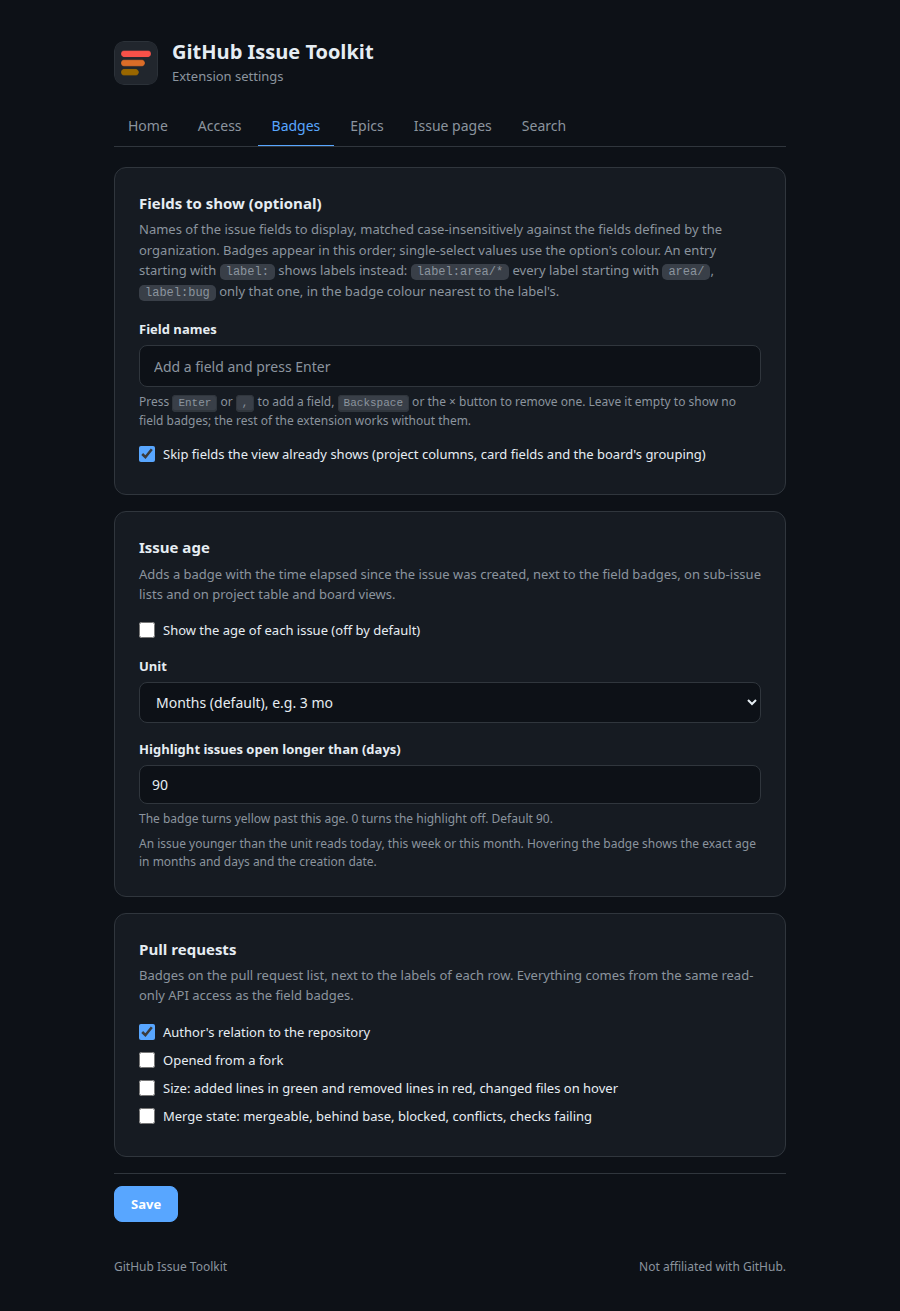 GitHub Issue Toolkit
Extension settings
Home Access Badges Epics Issue pages Search
Fields to show (optional)
Names of the issue fields to display, matched case-insensitively against the fields defined by the
organization. Badges appear in this order; single-select values use the option's colour. An entry
starting with label: shows labels instead: label:area/* every label starting with area/,
label:bug only that one, in the badge colour nearest to the label's.
Field names
Add a field and press Enter
Press Enter or , to add a field, Backspace or the × button to remove one. Leave it empty to show no
field badges; the rest of the extension works without them.
Skip fields the view already shows (project columns, card fields and the board's grouping)
Issue age
Adds a badge with the time elapsed since the issue was created, next to the field badges, on sub-issue
lists and on project table and board views.
Show the age of each issue (off by default)
Unit
Months (default), e.g. 3 mo
Highlight issues open longer than (days)
90
The badge turns yellow past this age. 0 turns the highlight off. Default 90.
An issue younger than the unit reads today, this week or this month. Hovering the badge shows the exact age
in months and days and the creation date.
Pull requests
Badges on the pull request list, next to the labels of each row. Everything comes from the same read-
only API access as the field badges.
Author's relation to the repository
Opened from a fork
Size: added lines in green and removed lines in red, changed files on hover
Merge state: mergeable, behind base, blocked, conflicts, checks failing
Save
GitHub Issue Toolkit
Not affiliated with GitHub.